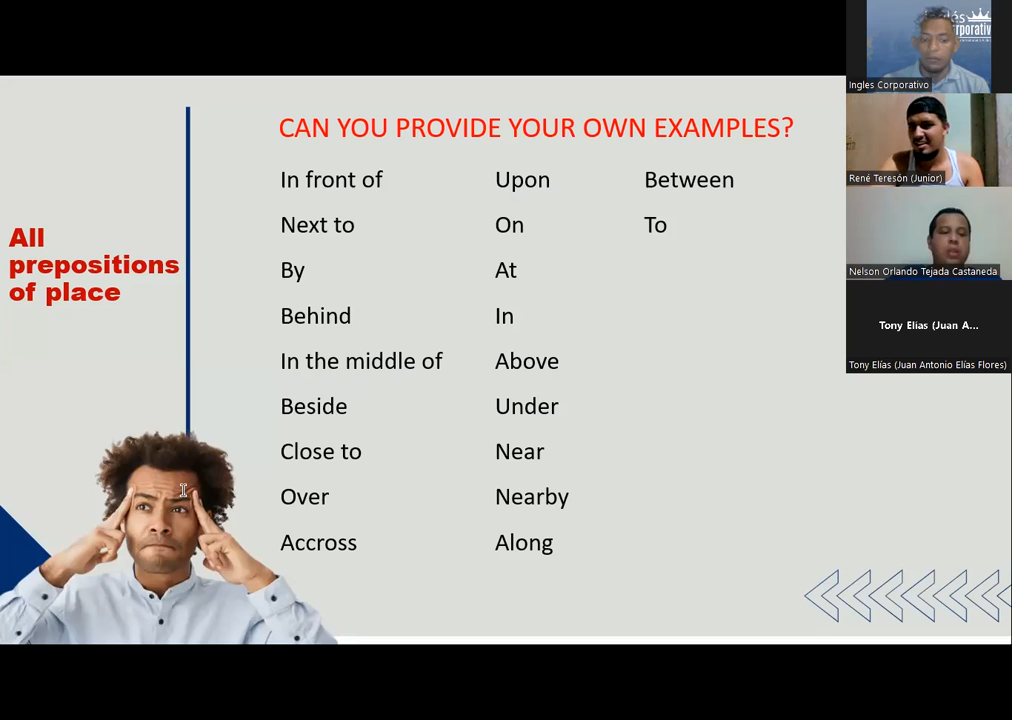 CAN YOU PROVIDE YOUR OWN EXAMPLES?
All
prepositions
of place
In front of
Next to
By
Behind
In the middle of
Beside
Close to
Over
Accross
Upon
On
At
In
Above
Under
Near
Nearby
Along
Between
To
Ingles Corporativo
René Teresón (Junior)
Nelson Orlando Tejada Castaneda
Tony Elias (Juan A...
Tony Elías (Juan Antonio Elías Flores)